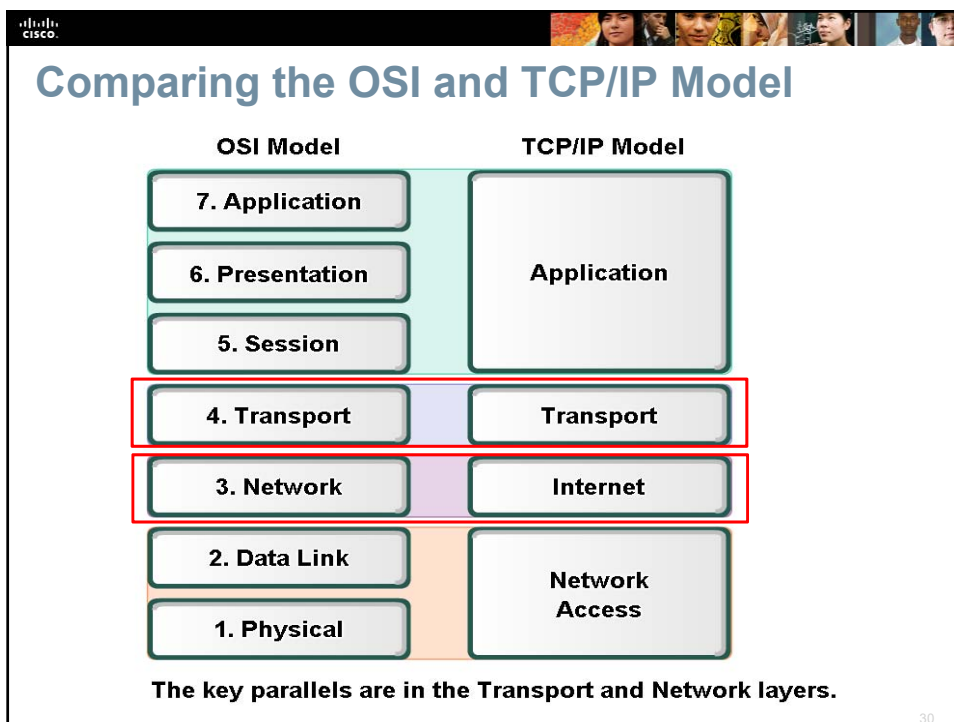 CISCO.
Comparing the OSI and TCP/IP Model
OSI Model
TCP/IP Model
7. Application
6. Presentation
5. Session
Application
4. Transport
Transport
3. Network
Internet
2. Data Link
1. Physical
Network
Access
The key parallels are in the Transport and Network layers.
30